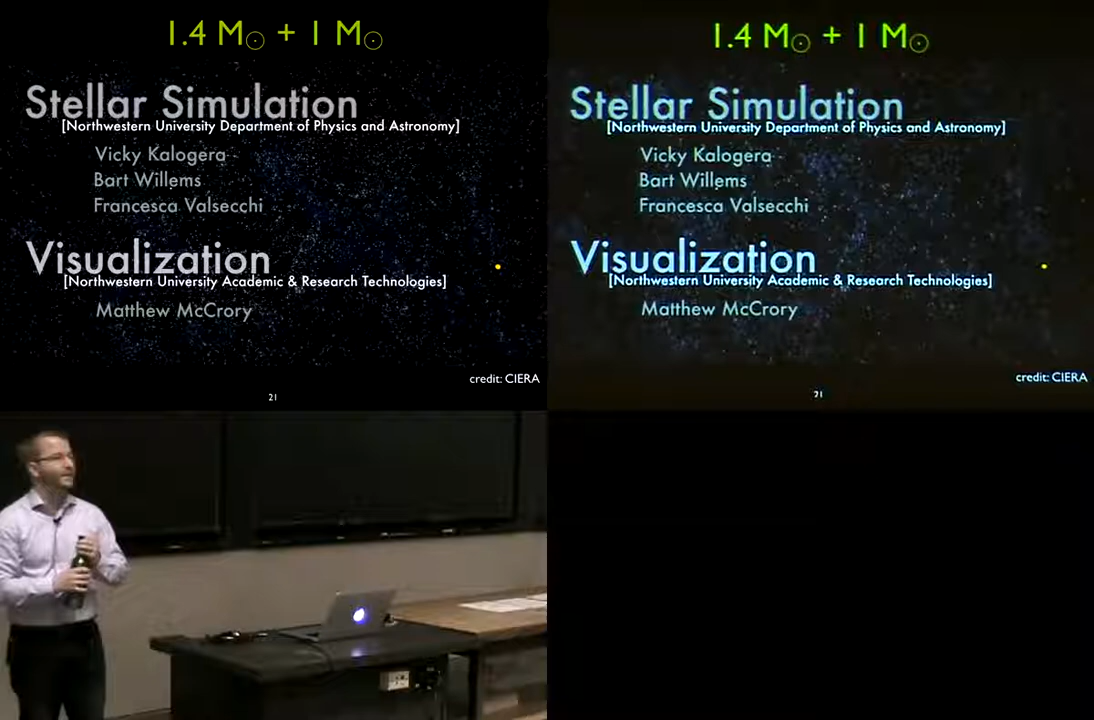 1.4 M☉ + 1 M☉
Stellar Simulation
[Northwestern University Department of Physics and Astronomy]
Vicky Kalogera
Bart Willems
Francesca Valsecchi
Visualization
[Northwestern University Academic & Research Technologies]
Matthew McCrory
credit: CIERA
21
1.4 M☉ + 1 M☉
Stellar Simulation
[Northwestern University Department of Physics and Astronomy]
Vicky Kalogera
Bart Willems
Francesca Valsecchi
Visualization
[Northwestern University Academic & Research Technologies]
Matthew McCrory
credit: CIERA
21